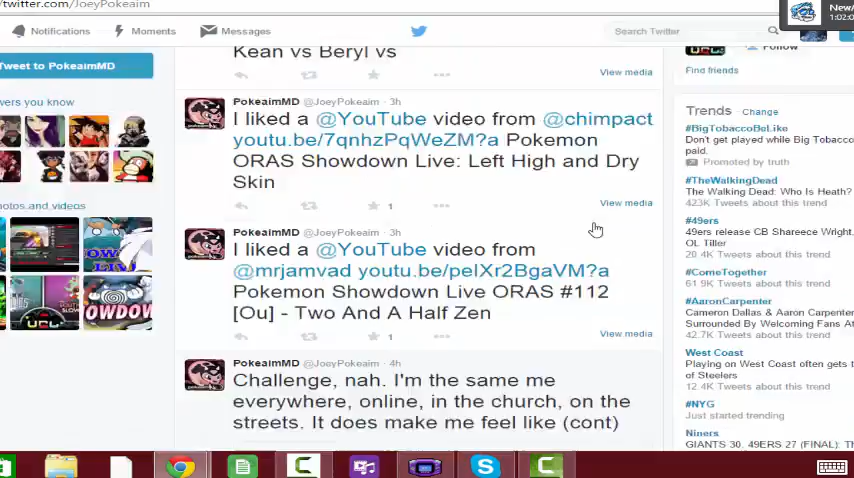 /twitter.com/JoeyPokeaim
New
1:02:0
Notifications
Moments
Messages
Search Twitter
Tweet to PokeaimMD
wers you know
hotos and videos
Kean vs Beryl vs
View media
PokeaimMD @JoeyPokeaim · 3h
I liked a @YouTube video from @chimpact
youtu.be/7qnhzPqWeZM?a Pokemon
ORAS Showdown Live: Left High and Dry
Skin
1
View media
PokeaimMD @JoeyPokeaim · 3h
I liked a @YouTube video from
@mrjamvad youtu.be/peIXr2BgaVM?a
Pokemon Showdown Live ORAS #112
[Ou] - Two And A Half Zen
1
View media
PokeaimMD @JoeyPokeaim · 4h
Challenge, nah. I'm the same me
everywhere, online, in the church, on the
streets. It does make me feel like (cont)
UCL
Follow
Find friends
Trends · Change
#BigTobaccoBeLike
Don't get played while Big Tobacco
paid.
Promoted by truth
#TheWalkingDead
The Walking Dead: Who Is Heath?
423K Tweets about this trend
#49ers
49ers release CB Shareece Wright.
OL Tiller
20.4K Tweets about this trend
#ComeTogether
61.9K Tweets about this trend
#AaronCarpenter
Cameron Dallas & Aaron Carpenter
Surrounded By Welcoming Fans At
42.7K Tweets about this trend
West Coast
Playing on West Coast often gets t
of Steelers
12.4K Tweets about this trend
#NYG
Just started trending
Niners
GIANTS 30, 49ERS 27 (FINAL): Th